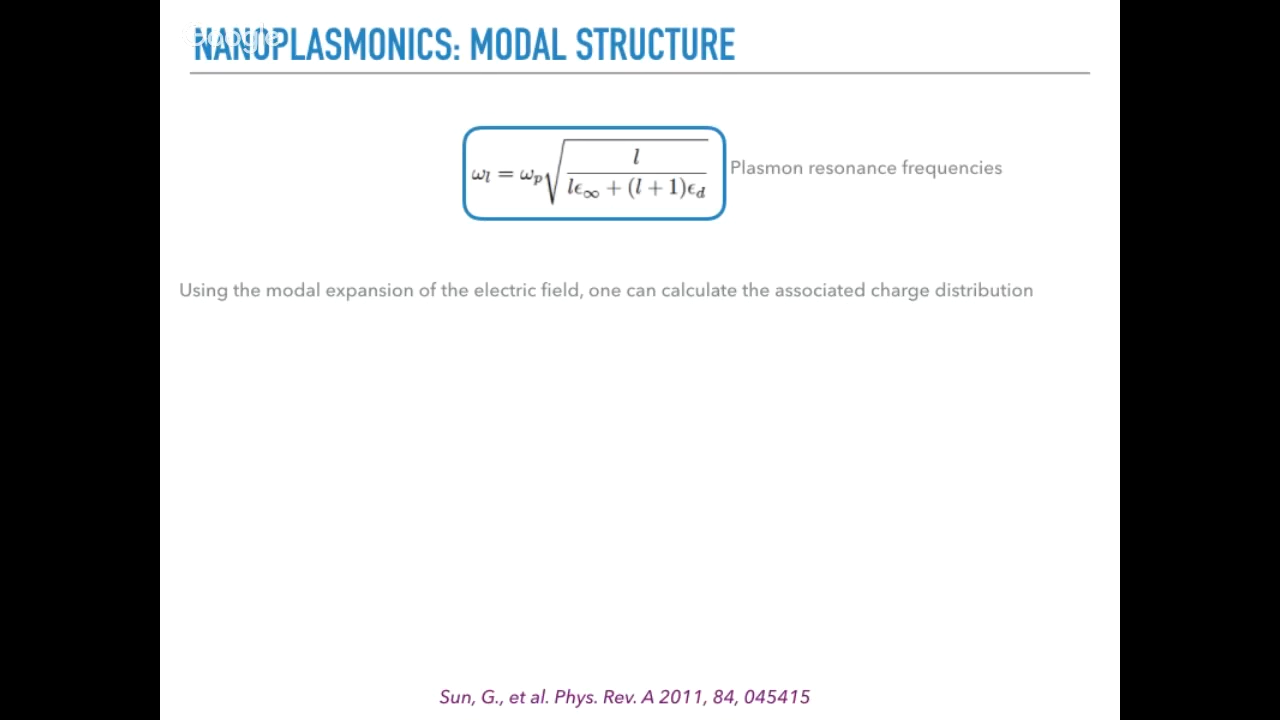 Google
NANOPLASMONICS: MODAL STRUCTURE
ω_l = ω_p √(l / (lϵ_∞ + (l + 1)ϵ_d))
Plasmon resonance frequencies
Using the modal expansion of the electric field, one can calculate the associated charge distribution
Sun, G., et al. Phys. Rev. A 2011, 84, 045415